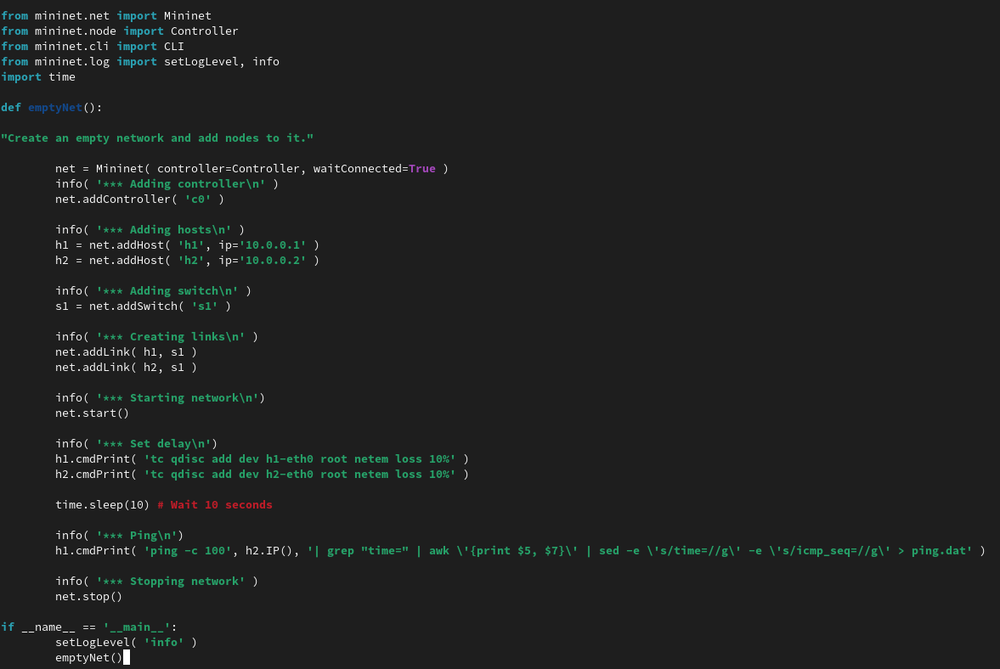 from mininet.net import Mininet
from mininet.node import Controller
from mininet.cli import CLI
from mininet.log import setLogLevel, info
import time

def emptyNet():

"Create an empty network and add nodes to it."

        net = Mininet( controller=Controller, waitConnected=True )
        info( '*** Adding controller\n' )
        net.addController( 'c0' )

        info( '*** Adding hosts\n' )
        h1 = net.addHost( 'h1', ip='10.0.0.1' )
        h2 = net.addHost( 'h2', ip='10.0.0.2' )

        info( '*** Adding switch\n' )
        s1 = net.addSwitch( 's1' )

        info( '*** Creating links\n' )
        net.addLink( h1, s1 )
        net.addLink( h2, s1 )

        info( '*** Starting network\n')
        net.start()

        info( '*** Set delay\n')
        h1.cmdPrint( 'tc qdisc add dev h1-eth0 root netem loss 10%' )
        h2.cmdPrint( 'tc qdisc add dev h2-eth0 root netem loss 10%' )

        time.sleep(10) # Wait 10 seconds

        info( '*** Ping\n')
        h1.cmdPrint( 'ping -c 100', h2.IP(), '| grep "time=" | awk \'{print $5, $7}\' | sed -e \'s/time=//g\' -e \'s/icmp_seq=//g\' > ping.dat' )

        info( '*** Stopping network' )
        net.stop()

if __name__ == '__main__':
        setLogLevel( 'info' )
        emptyNet()